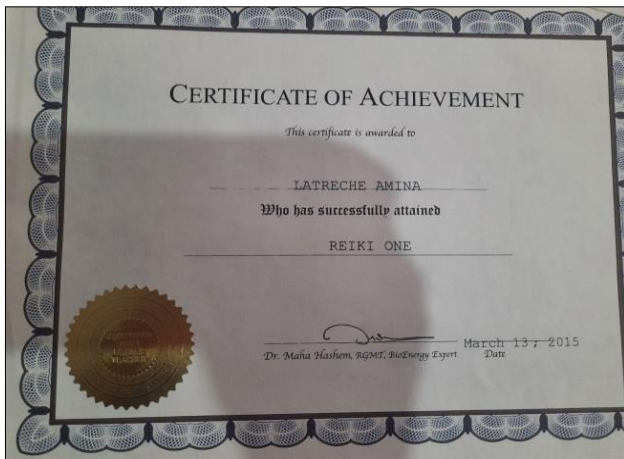 CERTIFICATE OF ACHIEVEMENT
This certificate is awarded to
LATRECHE AMINA
Who has successfully attained
REIKI ONE
March 13, 2015
Dr. Maha Hashem, RGMT, BioEnergy Expert Date